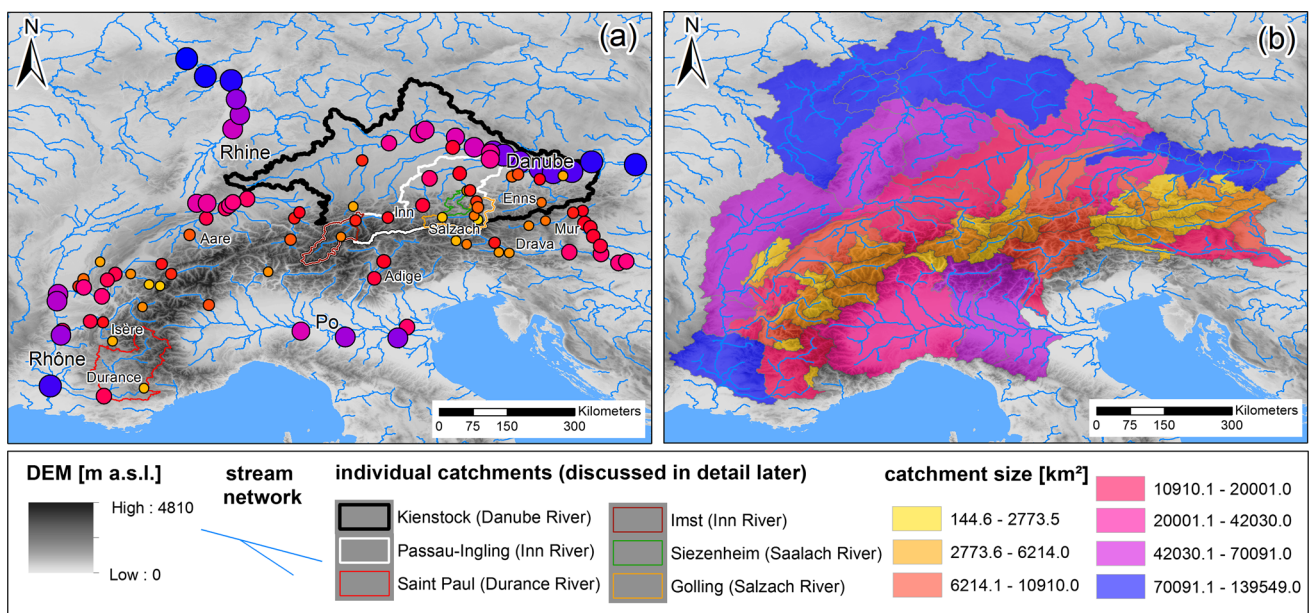 N
(a)
Rhine
Danube
Inn
Enns
Salzach
Mur
Aare
Drava
Adige
Isère
Po
Rhône
Durance
Kilometers
0 75 150 300
N
(b)
Kilometers
0 75 150 300
DEM [m a.s.l.]
High : 4810
Low : 0
stream
network
individual catchments (discussed in detail later)
Kienstock (Danube River)
Passau-Ingling (Inn River)
Saint Paul (Durance River)
Imst (Inn River)
Siezenheim (Saalach River)
Golling (Salzach River)
catchment size [km²]
144.6 - 2773.5
2773.6 - 6214.0
6214.1 - 10910.0
10910.1 - 20001.0
20001.1 - 42030.0
42030.1 - 70091.0
70091.1 - 139549.0